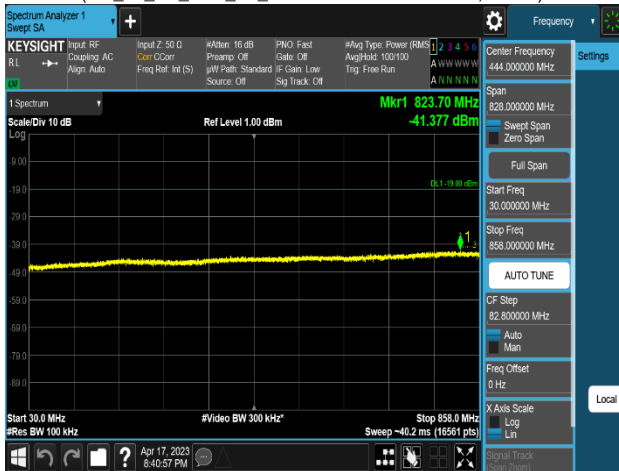 Spectrum Analyzer 1
Swept SA
+
Frequency
KEYSIGHT
RL
Input: RF
Coupling: AC
Align: Auto
Input Z: 50 Ω
Corr CCorr
Freq Ref: Int (S)
#Atten: 16 dB
Preamp: Off
µW Path: Standard
Source: Off
PNO: Fast
Gate: Off
IF Gain: Low
Sig Track: Off
#Avg Type: Power (RMS
Avg|Hold: 100/100
Trig: Free Run
1 2 3 4 5 6
A W W W W W
A N N N N N
1 Spectrum
Scale/Div 10 dB
Log
Ref Level 1.00 dBm
Mkr1 823.70 MHz
-41.377 dBm
-9.00
-19.0
-29.0
-39.0
-49.0
-59.0
-69.0
-79.0
-89.0
DL1 -19.00 dBm
1
Start 30.0 MHz
#Res BW 100 kHz
#Video BW 300 kHz*
Stop 858.0 MHz
Sweep ~40.2 ms (16561 pts)
Apr 17, 2023
8:40:57 PM
?
Center Frequency
444.000000 MHz
Settings
Span
828.000000 MHz
Swept Span
Zero Span
Full Span
Start Freq
30.000000 MHz
Stop Freq
858.000000 MHz
AUTO TUNE
CF Step
82.800000 MHz
Auto
Man
Freq Offset
0 Hz
X Axis Scale
Log
Lin
Local
Signal Track
(Span Zoom)